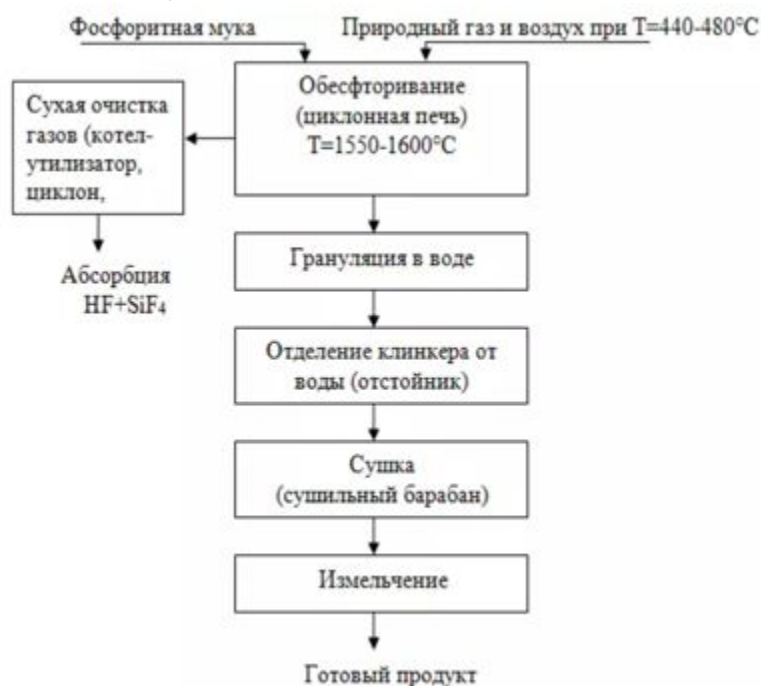 Фосфоритная мука
Природный газ и воздух при T=440-480°C
Обесфторивание
(циклонная печь)
T=1550-1600°C
Сухая очистка
газов (котел-
утилизатор,
циклон,
Абсорбция
HF+SiF4
Грануляция в воде
Отделение клинкера от
воды (отстойник)
Сушка
(сушильный барабан)
Измельчение
Готовый продукт